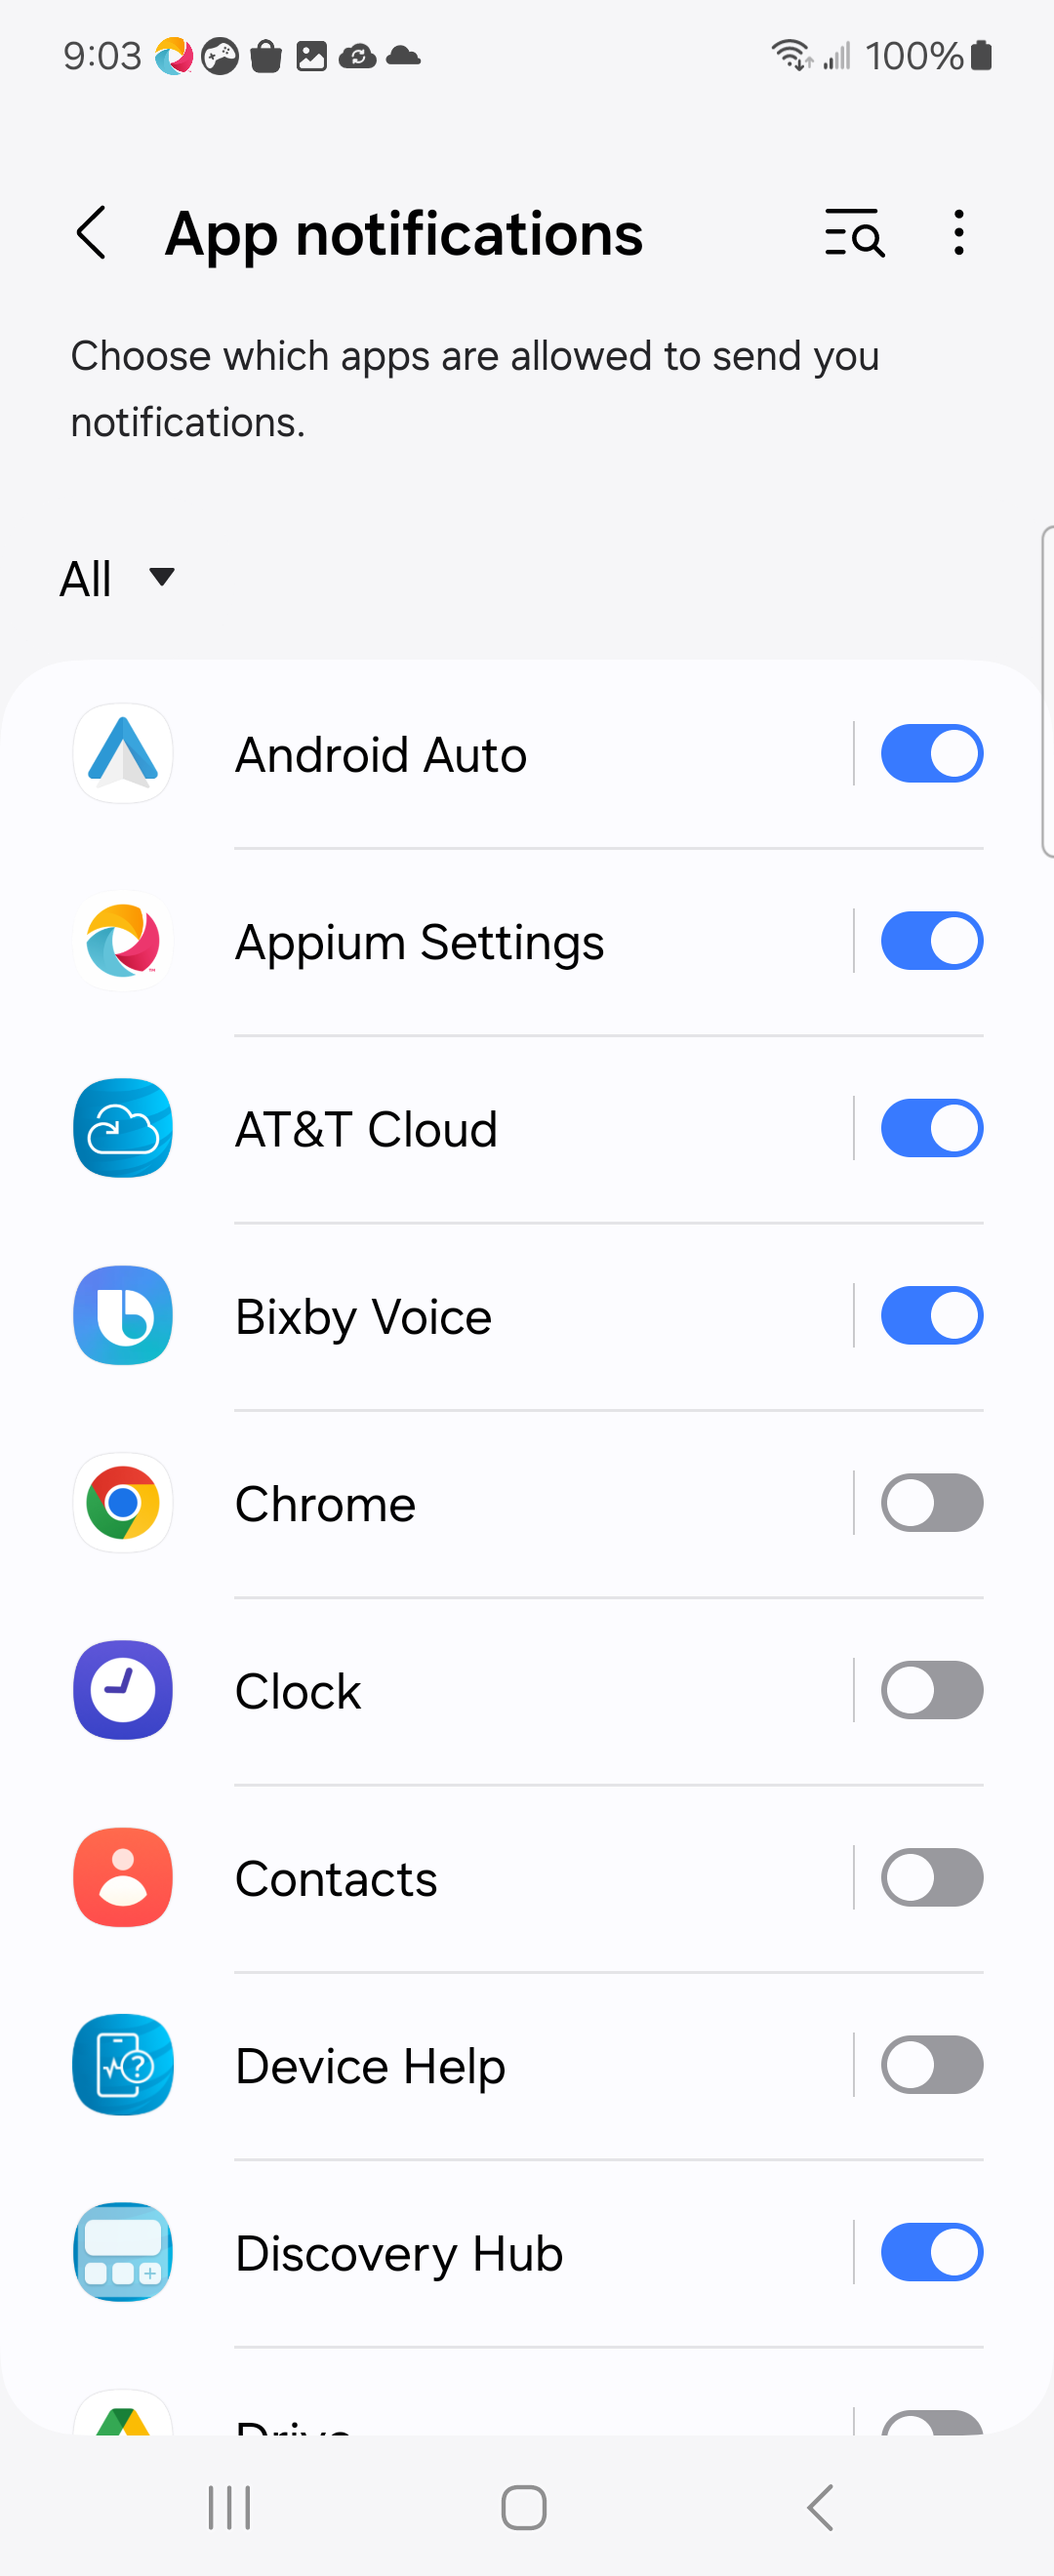 9:03 100%
App notifications
Choose which apps are allowed to send you
notifications.
All
Android Auto
Appium Settings
AT&T Cloud
Bixby Voice
Chrome
Clock
Contacts
Device Help
Discovery Hub
Drive